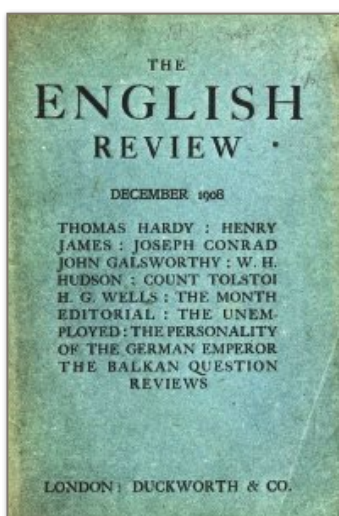 THE
ENGLISH
REVIEW
DECEMBER 1908
THOMAS HARDY : HENRY
JAMES : JOSEPH CONRAD
JOHN GALSWORTHY : W. H.
HUDSON : COUNT TOLSTOI
H. G. WELLS : THE MONTH
EDITORIAL : THE UNEM-
PLOYED : THE PERSONALITY
OF THE GERMAN EMPEROR
THE BALKAN QUESTION
REVIEWS
LONDON: DUCKWORTH & CO.